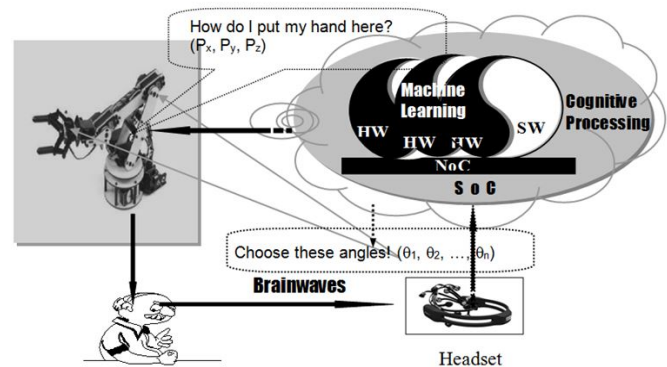 How do I put my hand here?
(Px, Py, Pz)
Machine
Learning
Cognitive
Processing
HW
HW
HW
SW
NoC
S o C
Choose these angles! (θ1, θ2, …, θn)
Brainwaves
Headset